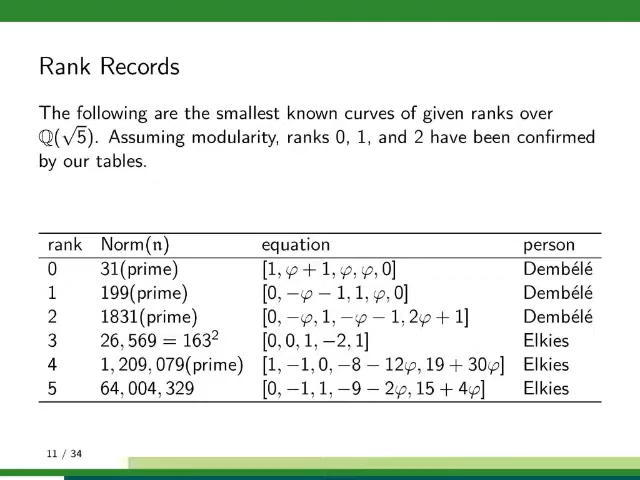 Rank Records
The following are the smallest known curves of given ranks over
ℚ(√5). Assuming modularity, ranks 0, 1, and 2 have been confirmed
by our tables.
rank Norm(𝔫) equation person
0 31(prime) [1, φ + 1, φ, φ, 0] Dembélé
1 199(prime) [0, −φ − 1, 1, φ, 0] Dembélé
2 1831(prime) [0, −φ, 1, −φ − 1, 2φ + 1] Dembélé
3 26, 569 = 163² [0, 0, 1, −2, 1] Elkies
4 1, 209, 079(prime) [1, −1, 0, −8 − 12φ, 19 + 30φ] Elkies
5 64, 004, 329 [0, −1, 1, −9 − 2φ, 15 + 4φ] Elkies
11 / 34